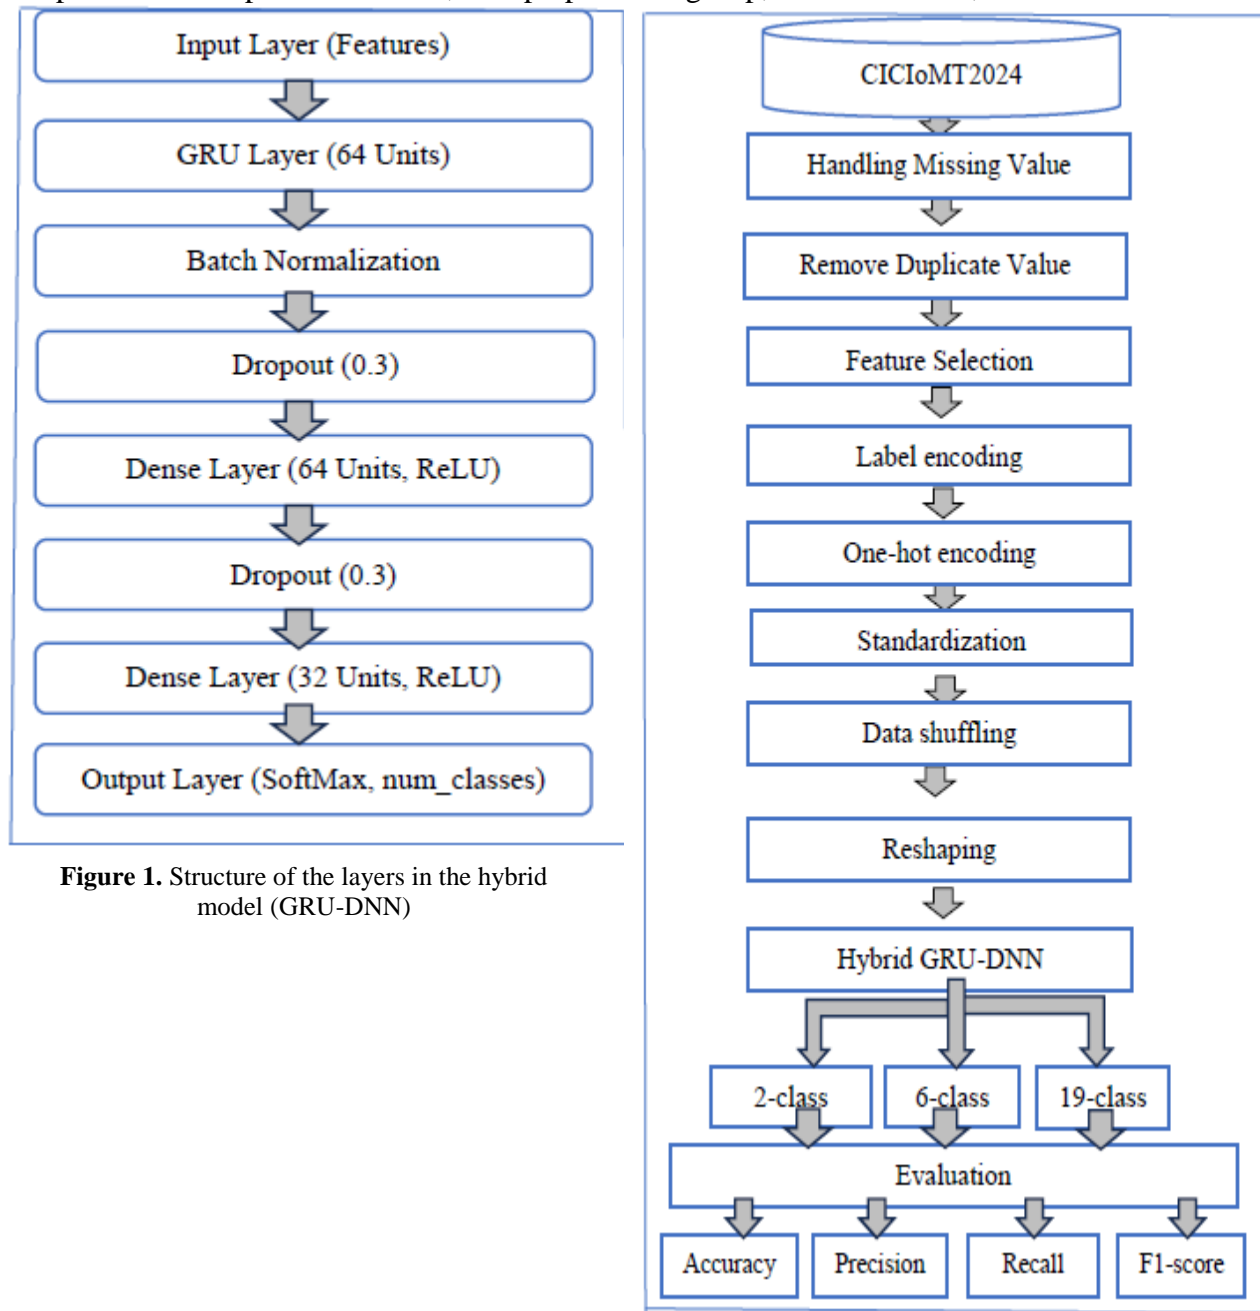 Input Layer (Features)
GRU Layer (64 Units)
Batch Normalization
Dropout (0.3)
Dense Layer (64 Units, ReLU)
Dropout (0.3)
Dense Layer (32 Units, ReLU)
Output Layer (SoftMax, num_classes)
Figure 1. Structure of the layers in the hybrid
model (GRU-DNN)
CICIoMT2024
Handling Missing Value
Remove Duplicate Value
Feature Selection
Label encoding
One-hot encoding
Standardization
Data shuffling
Reshaping
Hybrid GRU-DNN
2-class 6-class 19-class
Evaluation
Accuracy Precision Recall F1-score